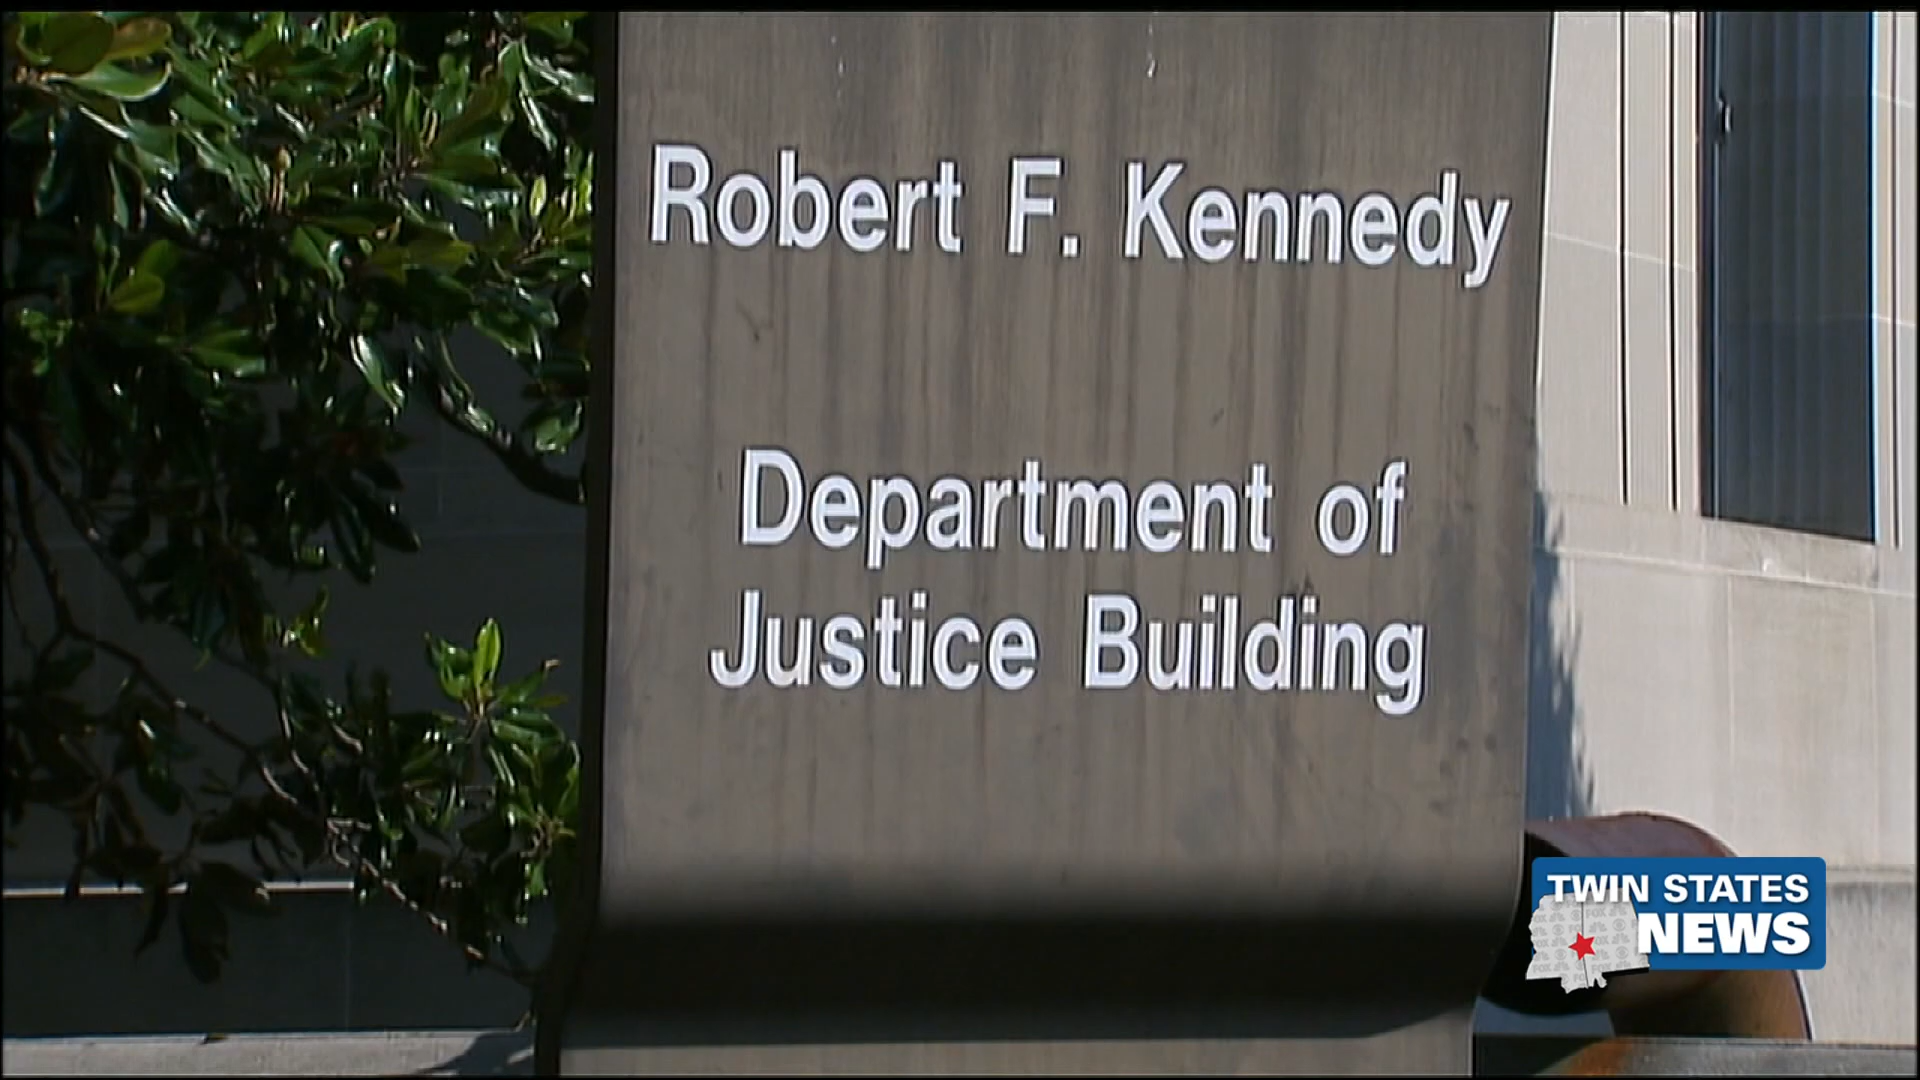 Robert F. Kennedy
Department of
Justice Building
TWIN STATES
NEWS